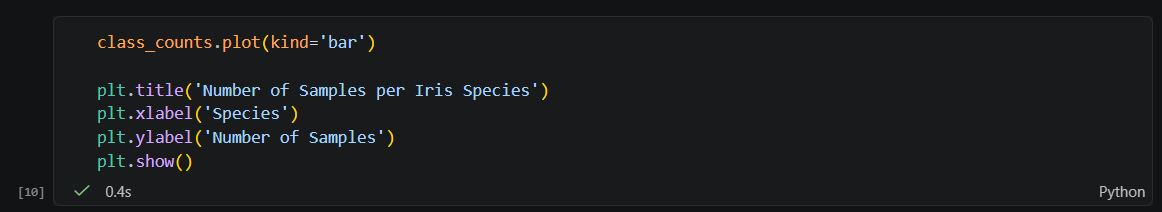 class_counts.plot(kind='bar')
plt.title('Number of Samples per Iris Species')
plt.xlabel('Species')
plt.ylabel('Number of Samples')
plt.show()
[10] 0.4s Python